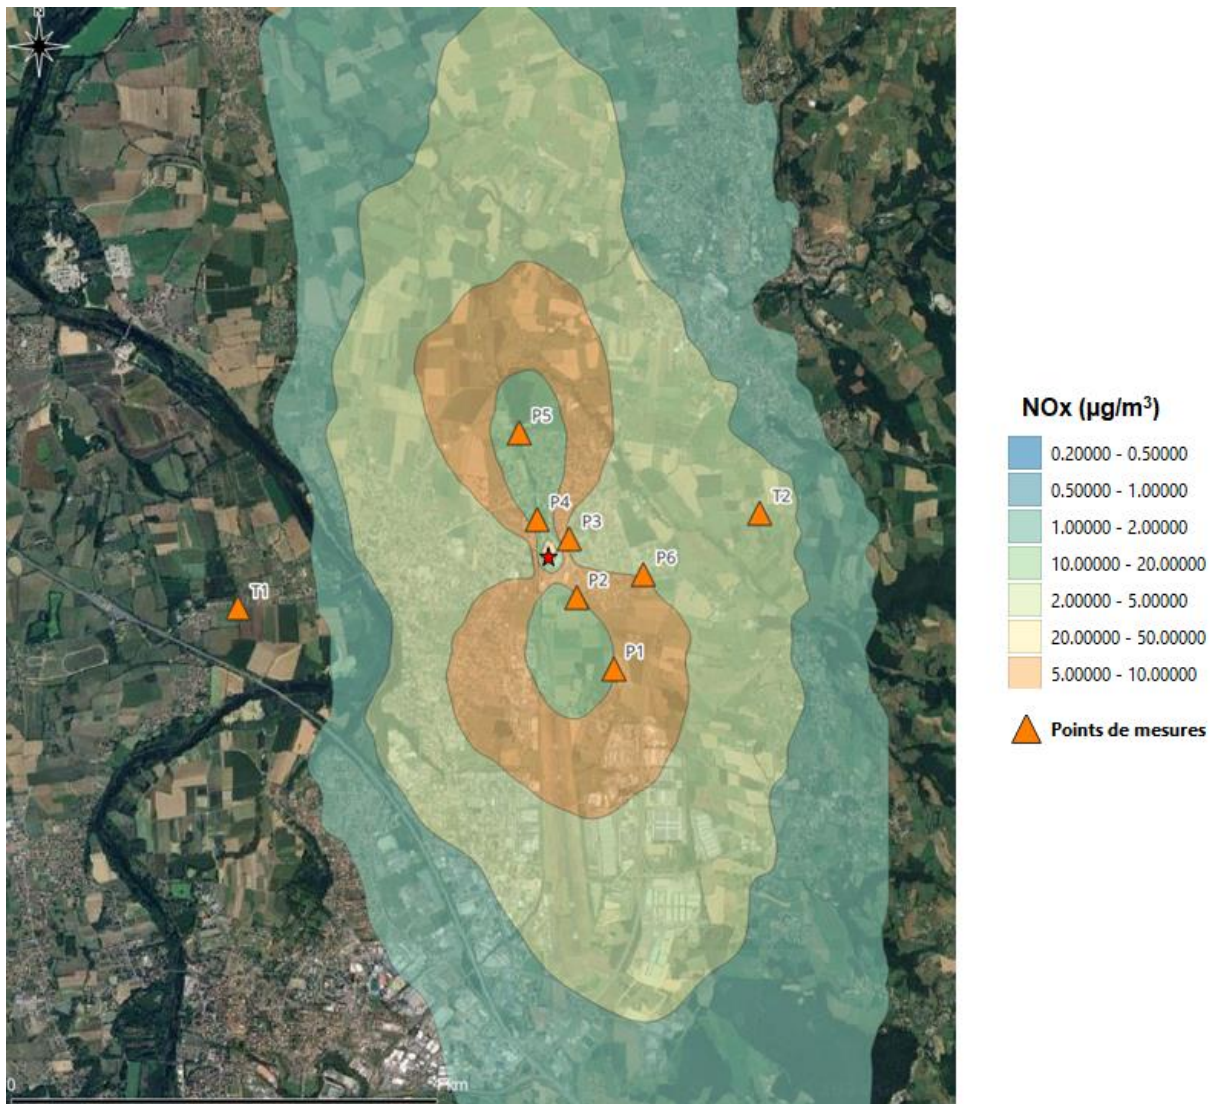 N
P5
P4
P3
T2
P6
P2
T1
P1
0
km
NOx (µg/m³)
0.20000 - 0.50000
0.50000 - 1.00000
1.00000 - 2.00000
10.00000 - 20.00000
2.00000 - 5.00000
20.00000 - 50.00000
5.00000 - 10.00000
Points de mesures